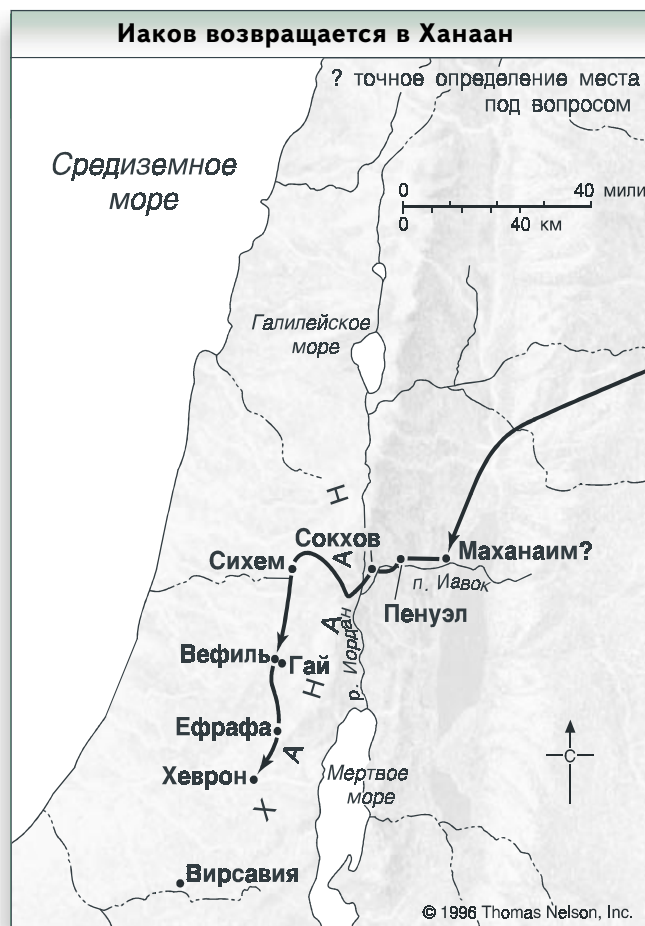 Иаков возвращается в Ханаан
? точное определение места
под вопросом
Средиземное
море
0 40 мили
0 40 км
Галилейское
море
Х А Н А А Н
Сокхов
Сихем
Маханаим?
п. Иавок
Пенуэл
р. Иордан
Вефиль
Гай
Ефрафа
Хеврон
Мертвое
море
С
Вирсавия
© 1996 Thomas Nelson, Inc.